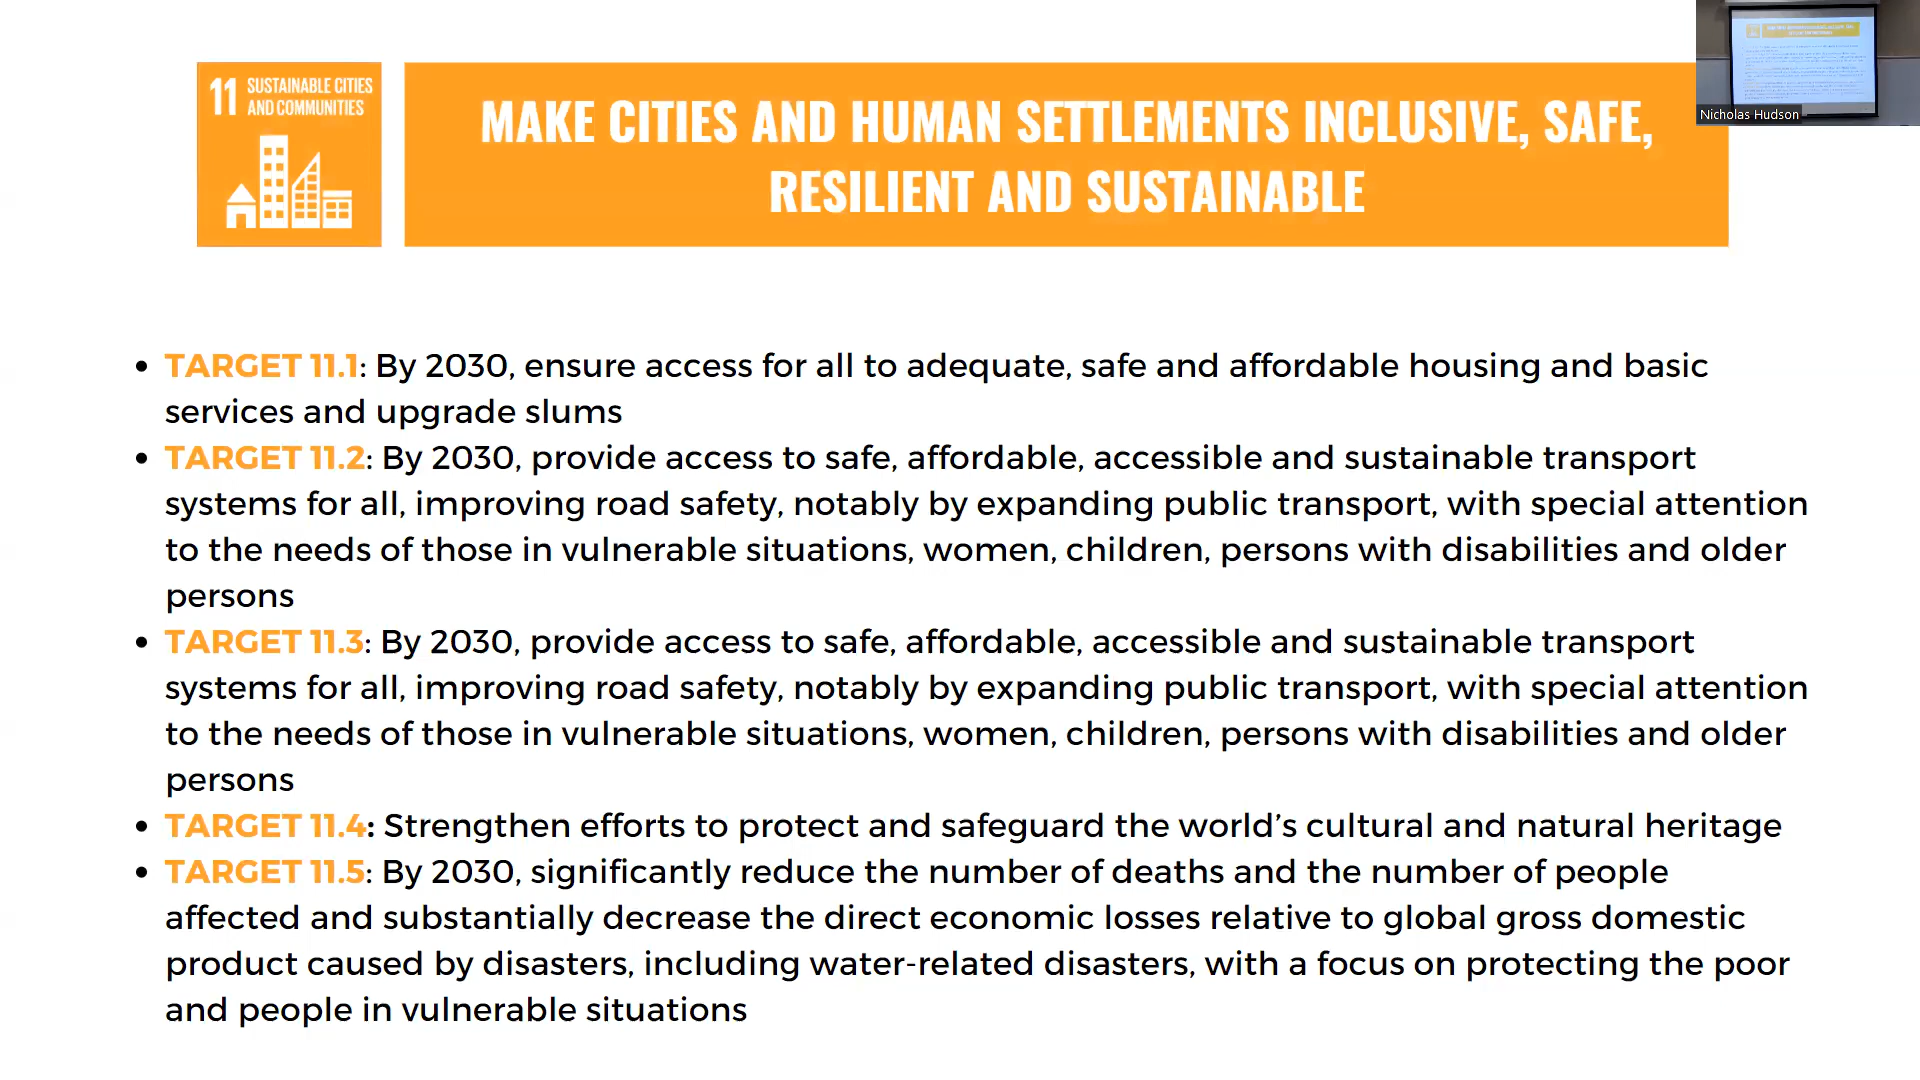 11 SUSTAINABLE CITIES
AND COMMUNITIES
MAKE CITIES AND HUMAN SETTLEMENTS INCLUSIVE, SAFE,
RESILIENT AND SUSTAINABLE
Nicholas Hudson
• TARGET 11.1: By 2030, ensure access for all to adequate, safe and affordable housing and basic
services and upgrade slums
• TARGET 11.2: By 2030, provide access to safe, affordable, accessible and sustainable transport
systems for all, improving road safety, notably by expanding public transport, with special attention
to the needs of those in vulnerable situations, women, children, persons with disabilities and older
persons
• TARGET 11.3: By 2030, provide access to safe, affordable, accessible and sustainable transport
systems for all, improving road safety, notably by expanding public transport, with special attention
to the needs of those in vulnerable situations, women, children, persons with disabilities and older
persons
• TARGET 11.4: Strengthen efforts to protect and safeguard the world’s cultural and natural heritage
• TARGET 11.5: By 2030, significantly reduce the number of deaths and the number of people
affected and substantially decrease the direct economic losses relative to global gross domestic
product caused by disasters, including water-related disasters, with a focus on protecting the poor
and people in vulnerable situations